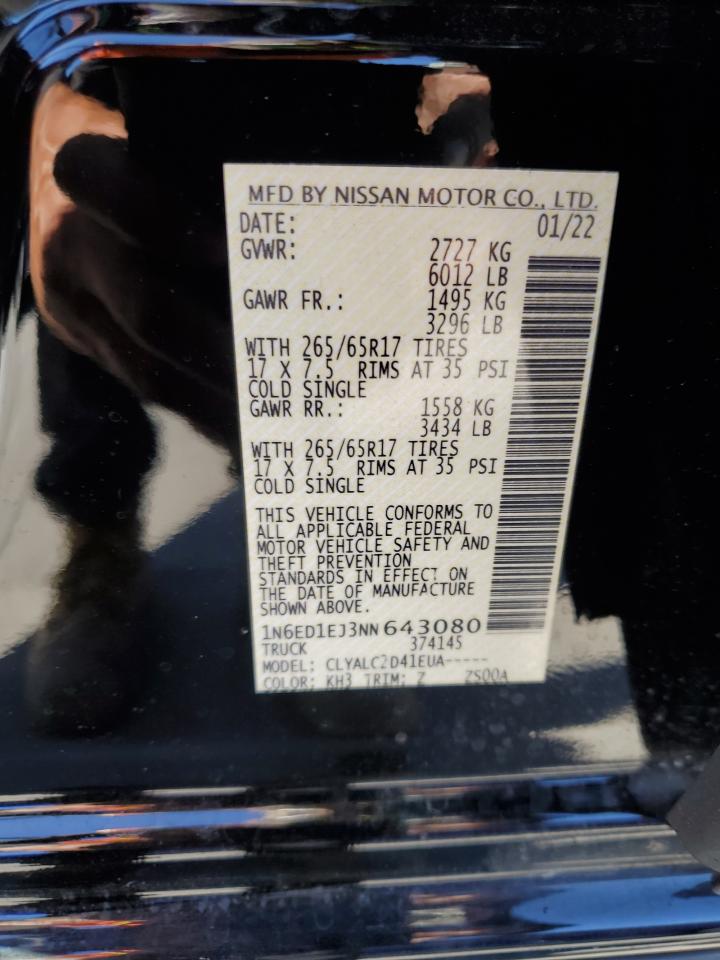 MFD BY NISSAN MOTOR CO., LTD.
DATE: 01/22
GVWR: 2727 KG
6012 LB
GAWR FR.: 1495 KG
3296 LB
WITH 265/65R17 TIRES
17 X 7.5 RIMS AT 35 PSI
COLD SINGLE
GAWR RR.: 1558 KG
3434 LB
WITH 265/65R17 TIRES
17 X 7.5 RIMS AT 35 PSI
COLD SINGLE
THIS VEHICLE CONFORMS TO
ALL APPLICABLE FEDERAL
MOTOR VEHICLE SAFETY AND
THEFT PREVENTION
STANDARDS IN EFFECT ON
THE DATE OF MANUFACTURE
SHOWN ABOVE.
1N6ED1EJ3NN643080
TRUCK 374145
MODEL: CLYALC2D41EUA-----
COLOR: KH3 TRIM: Z ZS00A